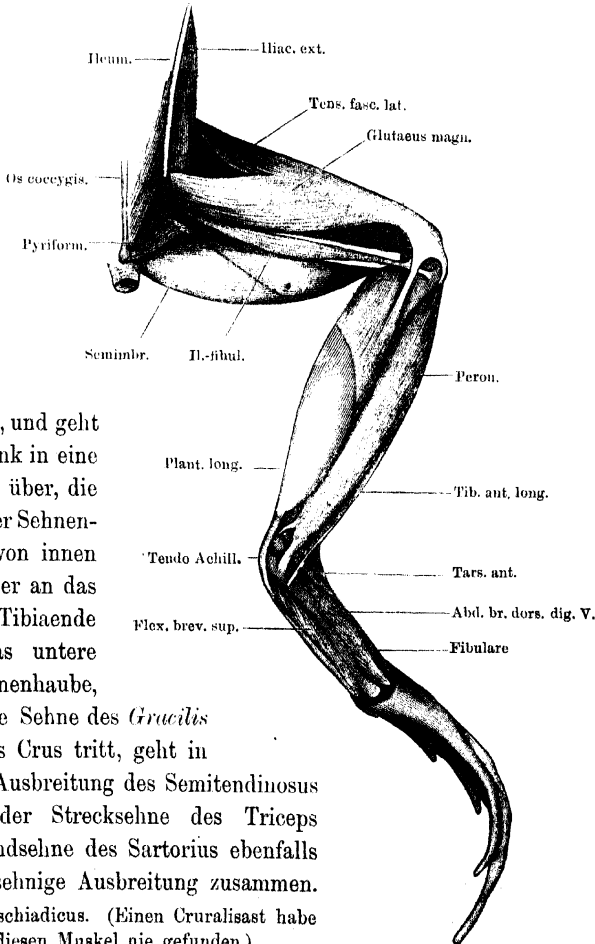 Iliac. ext.
Ileum.
Tens. fasc. lat.
Glutaeus magn.
Os coccygis.
Pyriform.
Semimbr.
Il.-fibul.
Peron.
Plant. long.
Tib. ant. long.
Tendo Achill.
Tars. ant.
Abd. br. dors. dig. V.
Flex. brev. sup.
Fibulare
, und geht
nk in eine
über, die
er Sehnen-
von innen
er an das
Tibiaende
as untere
nenhaube,
e Sehne des Gracilis
s Crus tritt, geht in
Ausbreitung des Semitendinosus
der Strecksehne des Triceps
ndsehne des Sartorius ebenfalls
sehnige Ausbreitung zusammen.
schiadicus. (Einen Cruralisast habe
diesen Muskel nie gefunden.)